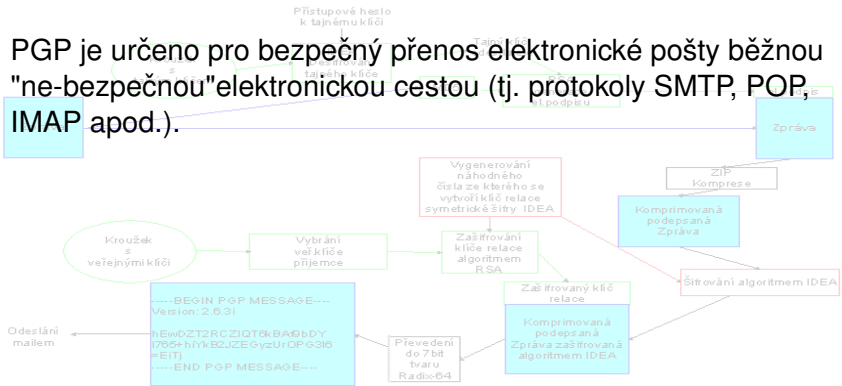 Přístupové heslo
k tajnému klíči
PGP je určeno pro bezpečný přenos elektronické pošty běžnou
"ne-bezpečnou"elektronickou cestou (tj. protokoly SMTP, POP,
IMAP apod.).
Zpráva
Vygenerování
náhodného
čísla ze kterého se
vytvoří klíč relace
symetrické šifry IDEA
ZIP
Komprese
Komprimovaná
podepsaná
Zpráva
Kroužek
s
veřejnými klíči
Vybrání
veř.klíče
příjemce
Zašifrování
klíče relace
algoritmem
RSA
Šifrování algoritmem IDEA
Zašifrovaný klíč
relace
-----BEGIN PGP MESSAGE----
Version: 2.6.3i
=EiTj
-----END PGP MESSAGE----
Odeslání
mailem
Převedení
do 7bit
tvaru
Radix-64
Komprimovaná
podepsaná
Zpráva zašifrovaná
algoritmem IDEA